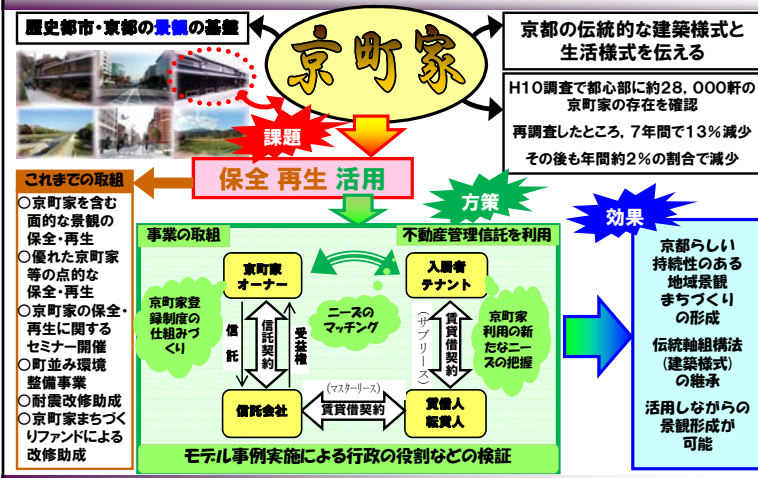 歴史都市・京都の景観の基盤
京町家
京都の伝統的な建築様式と
生活様式を伝える
H10調査で都心部に約28,000軒の
京町家の存在を確認
再調査したところ,7年間で13%減少
その後も年間約2%の割合で減少
課題
保全 再生 活用
これまでの取組
○京町家を含む
面的な景観の
保全・再生
○優れた京町家
等の点的な
保全・再生
○京町家の保全・
再生に関する
セミナー開催
○町並み環境
整備事業
○耐震改修助成
○京町家まちづく
りファンドによる
改修助成
方策
事業の取組
不動産管理信託を利用
京町家
オーナー
入居者
テナント
京町家登
録制度の
仕組みづ
くり
ニーズの
マッチング
京町家
利用の新
たなニー
ズの把握
信託
信託契約
受益権
(サブリース)
賃貸借契約
信託会社
(マスターリース)
賃貸借契約
賃借人
転貸人
モデル事例実施による行政の役割などの検証
効果
京都らしい
持続性のある
地域景観
まちづくり
の形成
伝統軸組構法
(建築様式)
の継承
活用しながらの
景観形成が
可能